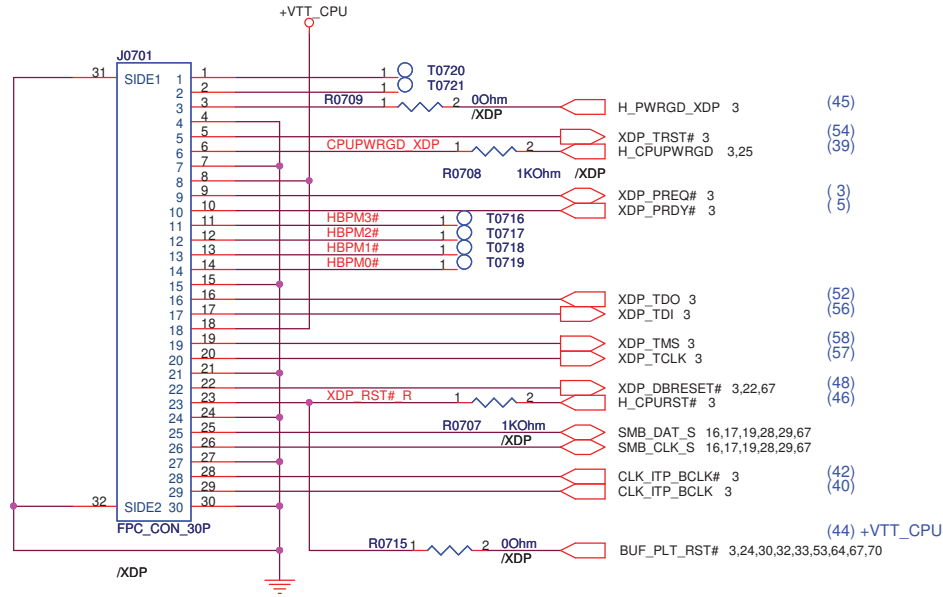 +VTT_CPU
J0701
31 SIDE1 1 1 1 T0720
2 2 1 T0721
3 3 R0709 1 2 0Ohm /XDP H_PWRGD_XDP 3 (45)
4 4
5 5 XDP_TRST# 3 (54)
6 6 CPUPWRGD_XDP 1 2 H_CPUPWRGD 3,25 (39)
7 7
R0708 1KOhm /XDP
8 8
9 9 XDP_PREQ# 3 ( 3)
10 10 XDP_PRDY# 3 ( 5)
11 11 HBPM3# 1 T0716
12 12 HBPM2# 1 T0717
13 13 HBPM1# 1 T0718
14 14 HBPM0# 1 T0719
15 15
16 16 XDP_TDO 3 (52)
17 17 XDP_TDI 3 (56)
18 18
19 19 XDP_TMS 3 (58)
20 20 XDP_TCLK 3 (57)
21 21
22 22 XDP_DBRESET# 3,22,67 (48)
23 23 XDP_RST#_R 1 2 H_CPURST# 3 (46)
24 24
R0707 1KOhm /XDP
25 25 SMB_DAT_S 16,17,19,28,29,67
26 26 SMB_CLK_S 16,17,19,28,29,67
27 27
28 28 CLK_ITP_BCLK# 3 (42)
29 29 CLK_ITP_BCLK 3 (40)
32 SIDE2 30 30
FPC_CON_30P
(44) +VTT_CPU
R0715 1 2 0Ohm /XDP BUF_PLT_RST# 3,24,30,32,33,53,64,67,70
/XDP